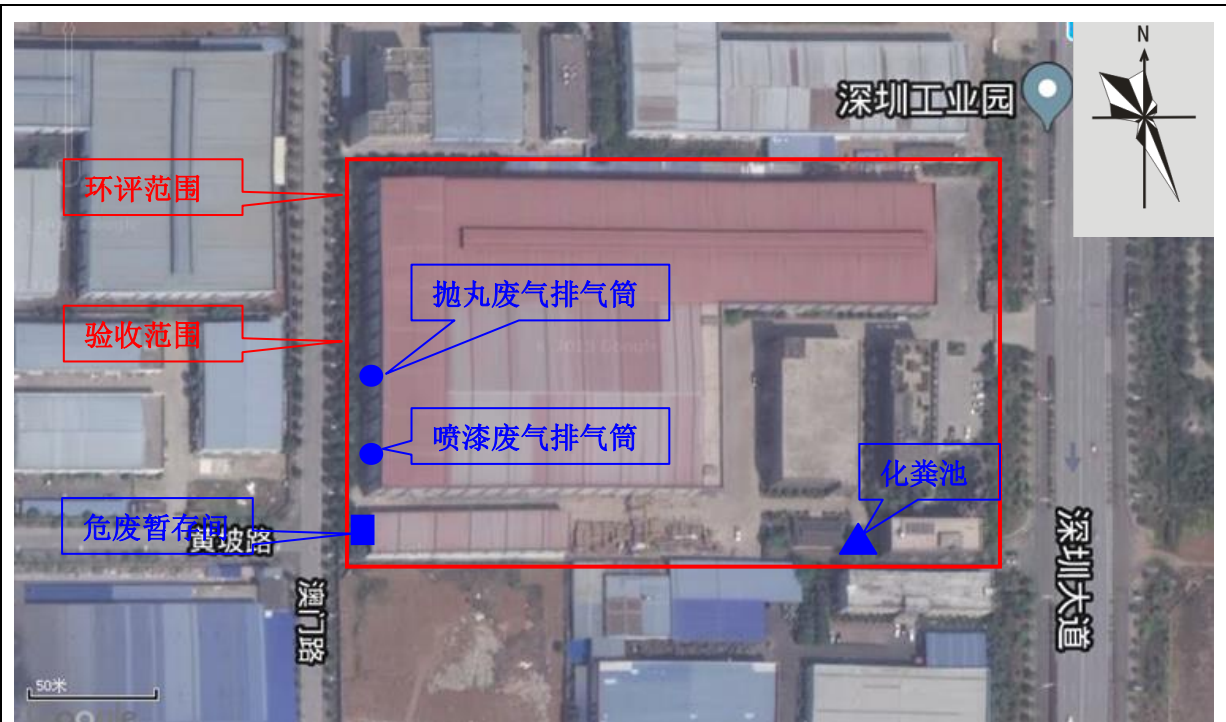 N
深圳工业园
环评范围
抛丸废气排气筒
验收范围
喷漆废气排气筒
化粪池
危废暂存间
黄坡路
深圳大道
澳门路
50米